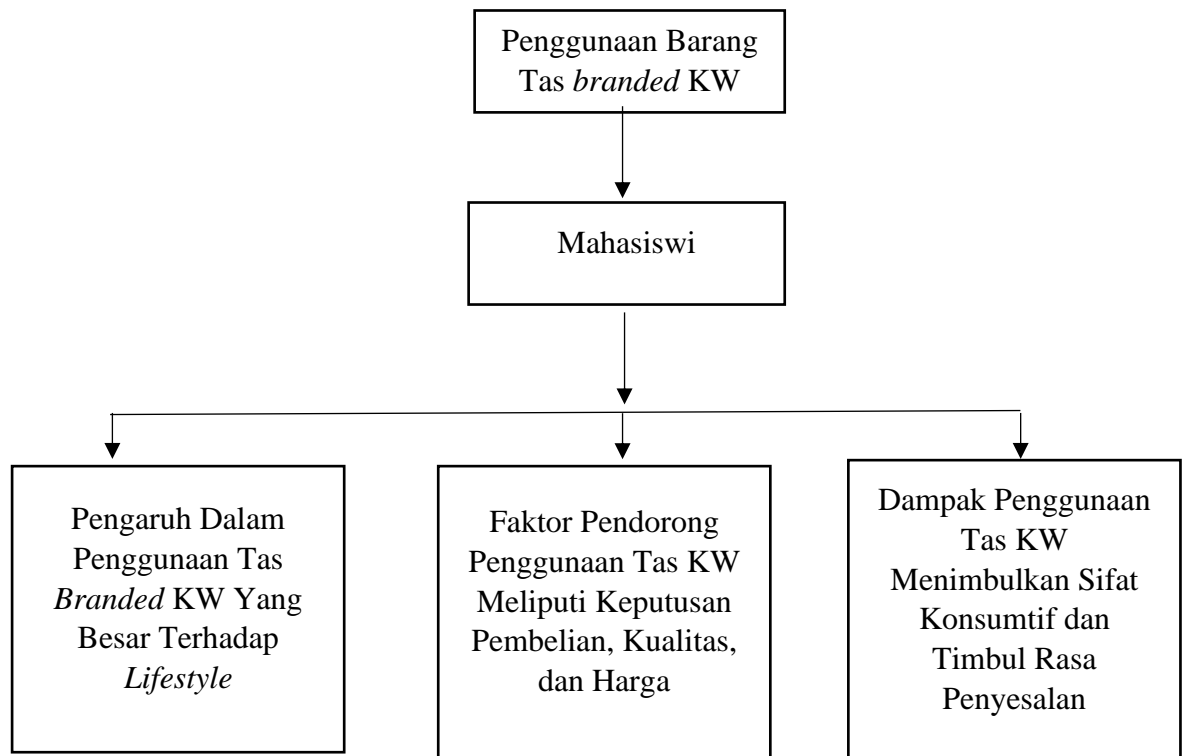 Penggunaan Barang
Tas branded KW
Mahasiswi
Pengaruh Dalam
Penggunaan Tas
Branded KW Yang
Besar Terhadap
Lifestyle
Faktor Pendorong
Penggunaan Tas KW
Meliputi Keputusan
Pembelian, Kualitas,
dan Harga
Dampak Penggunaan
Tas KW
Menimbulkan Sifat
Konsumtif dan
Timbul Rasa
Penyesalan